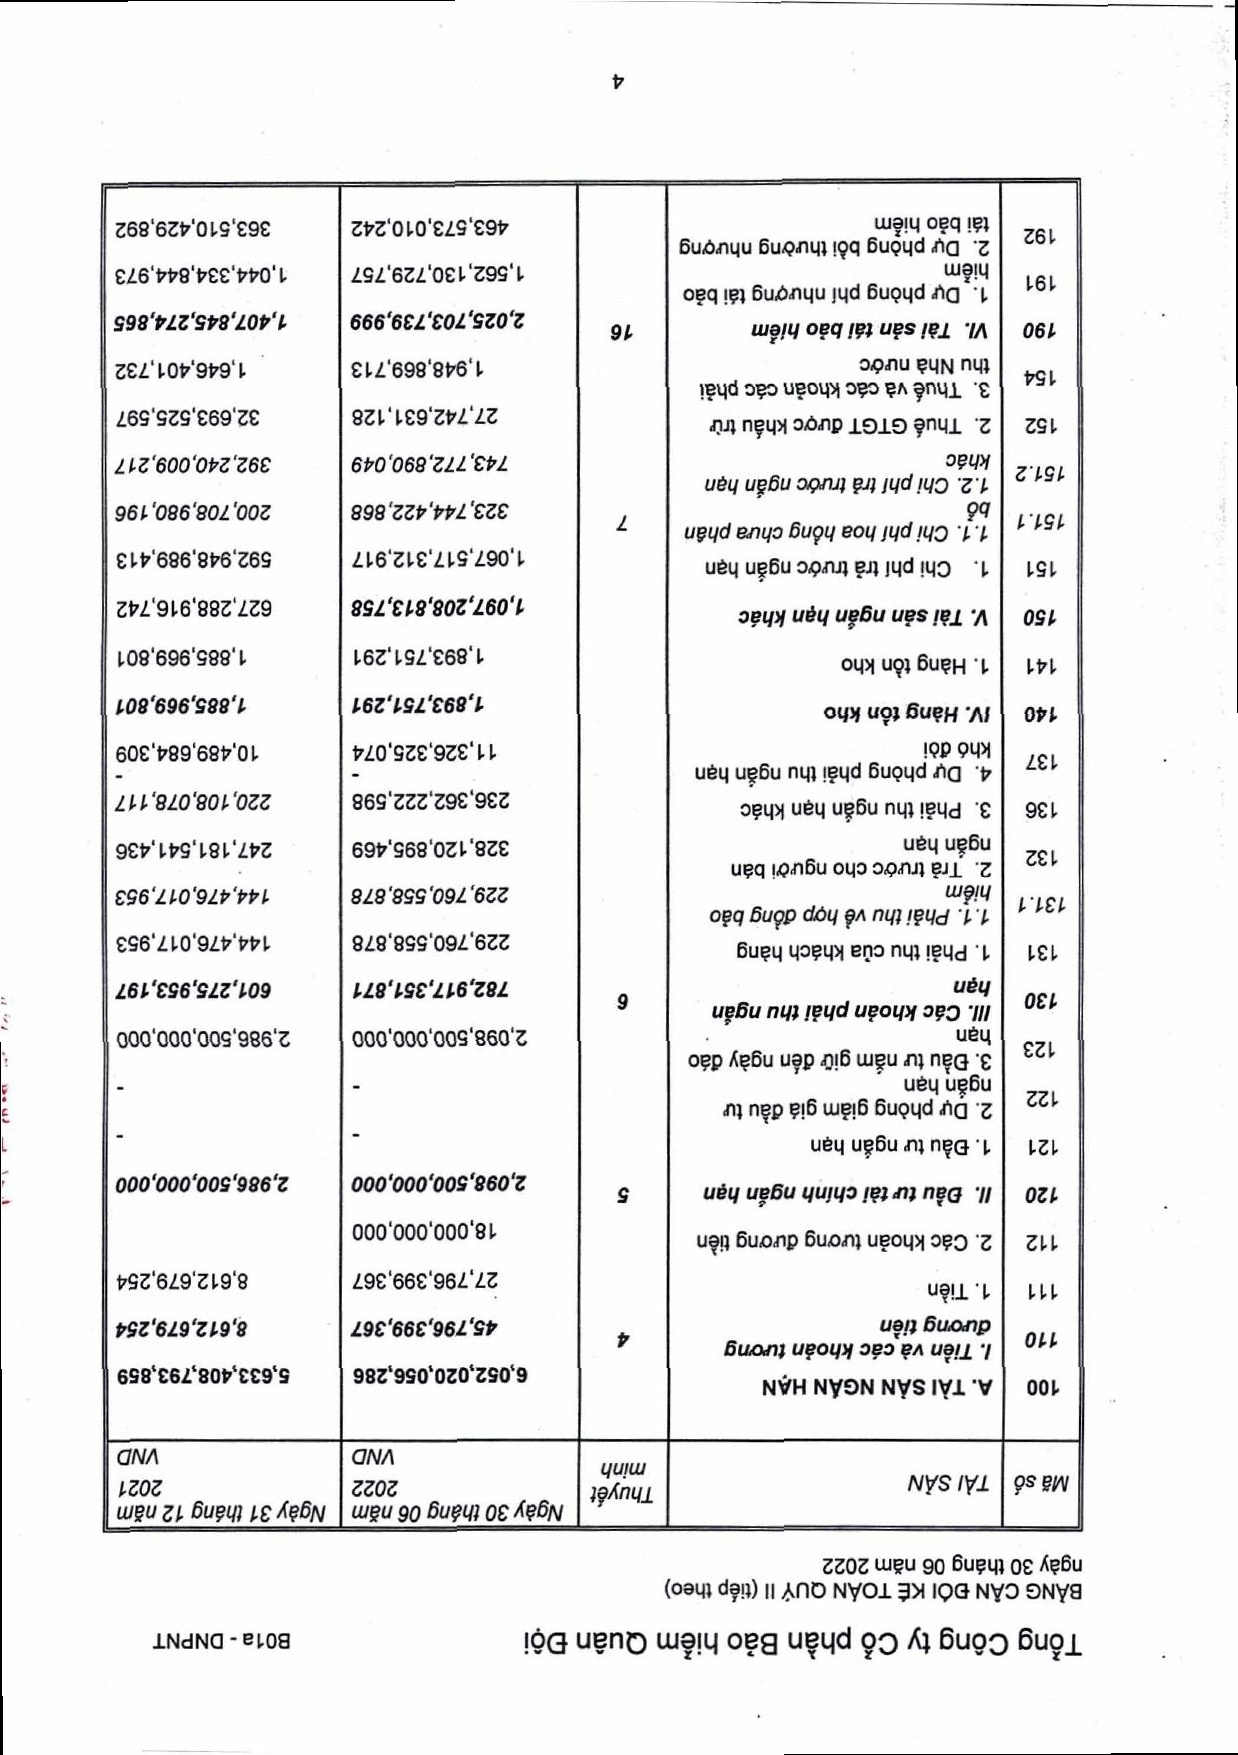 Tổng Công ty Cổ phần Bảo hiểm Quân Đội B01a - DNPNT
BẢNG CÂN ĐỐI KẾ TOÁN QUÝ II (tiếp theo)
ngày 30 tháng 06 năm 2022
Mã số TÀI SẢN Thuyết minh Ngày 30 tháng 06 năm 2022 VND Ngày 31 tháng 12 năm 2021 VND
100 A. TÀI SẢN NGẮN HẠN 6,052,020,056,286 5,633,408,793,859
110 I. Tiền và các khoản tương đương tiền 4 45,796,399,367 8,612,679,254
111 1. Tiền 27,796,399,367 8,612,679,254
112 2. Các khoản tương đương tiền 18,000,000,000
120 II. Đầu tư tài chính ngắn hạn 5 2,098,500,000,000 2,986,500,000,000
121 1. Đầu tư ngắn hạn - -
122 2. Dự phòng giảm giá đầu tư ngắn hạn - -
123 3. Đầu tư nắm giữ đến ngày đáo hạn 2,098,500,000,000 2,986,500,000,000
130 III. Các khoản phải thu ngắn hạn 6 782,917,351,871 601,275,953,197
131 1. Phải thu của khách hàng 229,760,558,878 144,476,017,953
131.1 1.1. Phải thu về hợp đồng bảo hiểm 229,760,558,878 144,476,017,953
132 2. Trả trước cho người bán ngắn hạn 328,120,895,469 247,181,541,436
136 3. Phải thu ngắn hạn khác 236,362,222,598 220,108,078,117
137 4. Dự phòng phải thu ngắn hạn khó đòi - 11,326,325,074 - 10,489,684,309
140 IV. Hàng tồn kho 1,893,751,291 1,885,969,801
141 1. Hàng tồn kho 1,893,751,291 1,885,969,801
150 V. Tài sản ngắn hạn khác 1,097,208,813,758 627,288,916,742
151 1. Chi phí trả trước ngắn hạn 1,067,517,312,917 592,948,989,413
151.1 1.1. Chi phí hoa hồng chưa phân bổ 7 323,744,422,868 200,708,980,196
151.2 1.2. Chi phí trả trước ngắn hạn khác 743,772,890,049 392,240,009,217
152 2. Thuế GTGT được khấu trừ 27,742,631,128 32,693,525,597
154 3. Thuế và các khoản các phải thu Nhà nước 1,948,869,713 1,646,401,732
190 VI. Tài sản tái bảo hiểm 16 2,025,703,739,999 1,407,845,274,865
191 1. Dự phòng phí nhượng tái bảo hiểm 1,562,130,729,757 1,044,334,844,973
192 2. Dự phòng bồi thường nhượng tái bảo hiểm 463,573,010,242 363,510,429,892
4